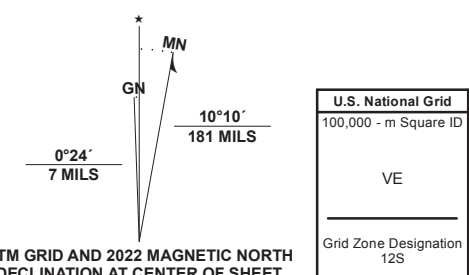 MN
GN
10°10´
181 MILS
0°24´
7 MILS
TM GRID AND 2022 MAGNETIC NORTH
DECLINATION AT CENTER OF SHEET
U.S. National Grid
100,000 - m Square ID
VE
Grid Zone Designation
12S